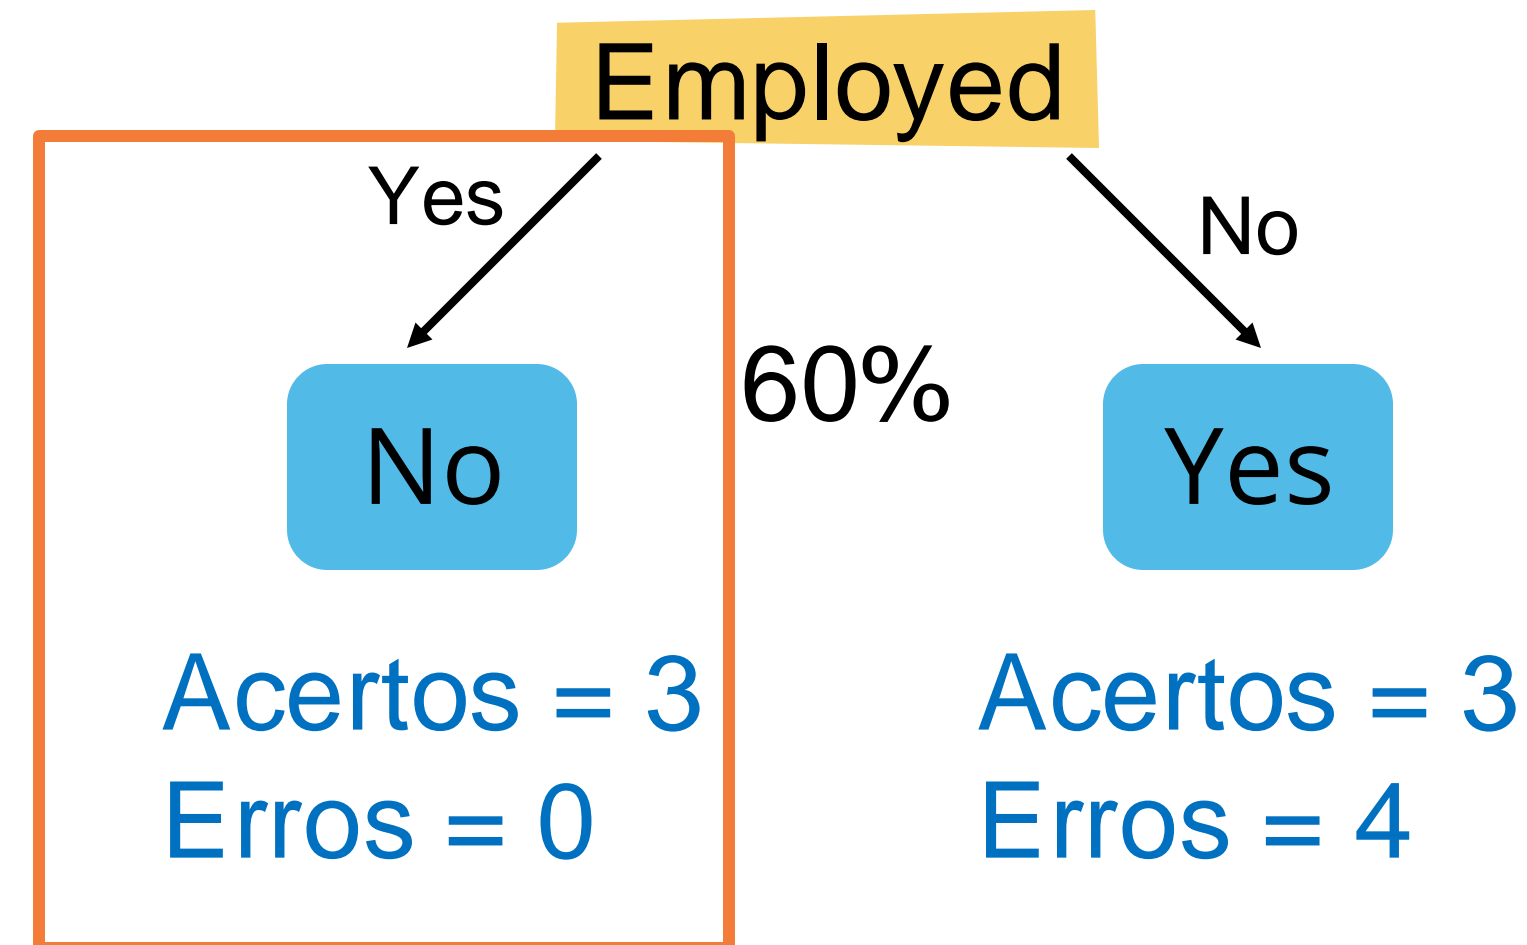 Employed
Yes
No
60%
No
Yes
Acertos = 3
Erros = 0
Acertos = 3
Erros = 4